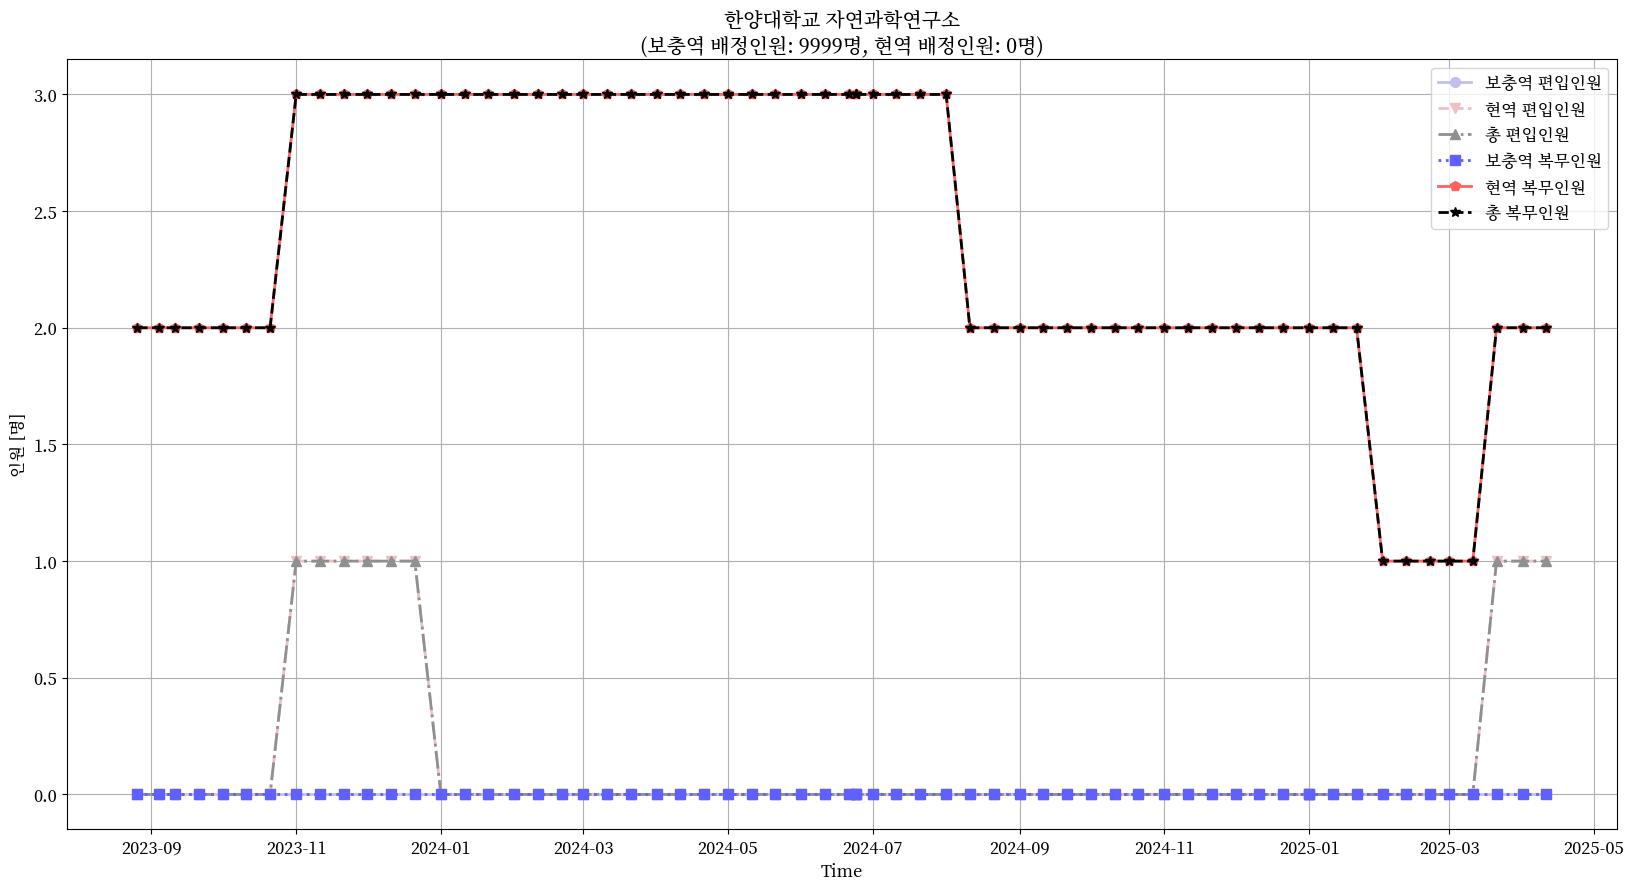 한양대학교 자연과학연구소
(보충역 배정인원: 9999명, 현역 배정인원: 0명)
보충역 편입인원
현역 편입인원
총 편입인원
보충역 복무인원
현역 복무인원
총 복무인원
인원 [명]
3.0
2.5
2.0
1.5
1.0
0.5
0.0
2023-09
2023-11
2024-01
2024-03
2024-05
2024-07
2024-09
2024-11
2025-01
2025-03
2025-05
Time